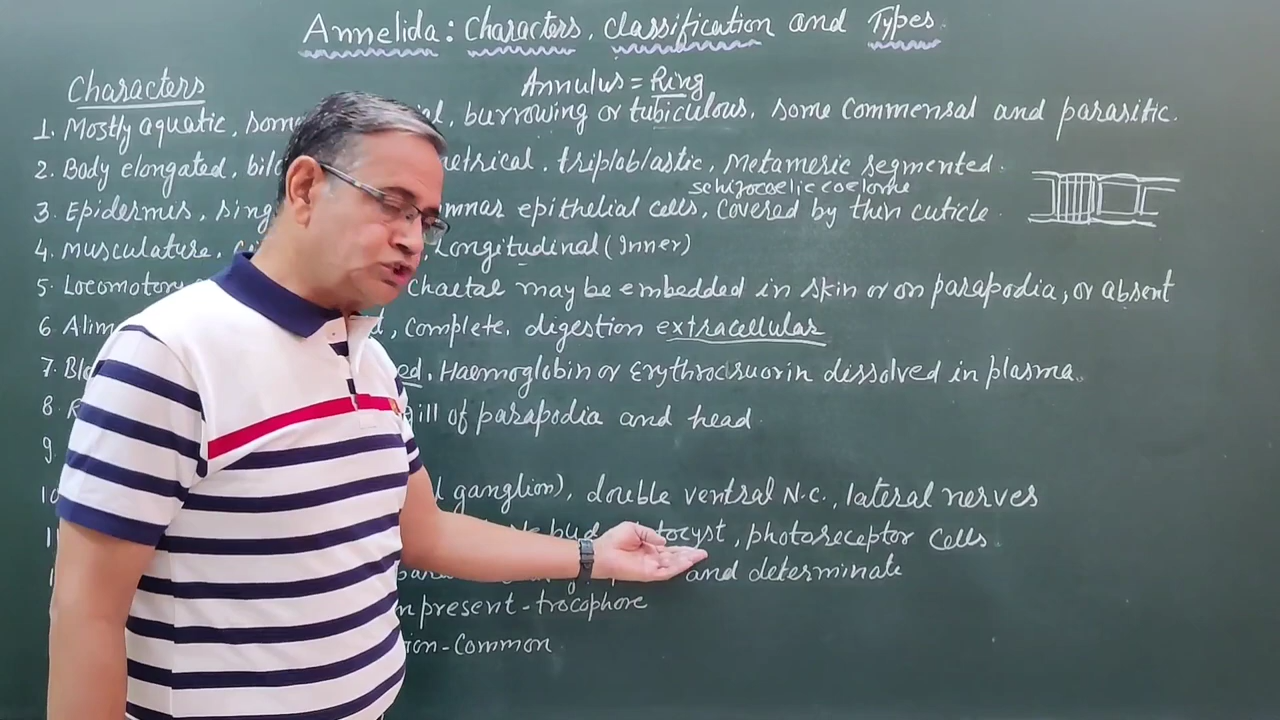 Annelida: Characters, classification and Types.
Characters
Annulus = Ring
1. Mostly aquatic, som l, burrowing or tubiculous, some commensal and parasitic.
2. Body elongated, bil etrical, triploblastic, Metameric segmented.
schizocoelic coelome
3. Epidermis, sing mnar epithelial cells, covered by thin cuticle.
4. Musculature, Longitudinal (Inner)
5. Locomotory chaetae may be embedded in skin or on parapodia, or absent
6. Alim d, complete, digestion extracellular
7. Blo ed, Haemoglobin or Erythrocruorin dissolved in plasma.
8. R ill of parapodia and head.
9.
10 l ganglion), double ventral N.C., lateral nerves
1 bud tocyst, photoreceptor cells.
1 and determinate
n present - trocophore
ion - common